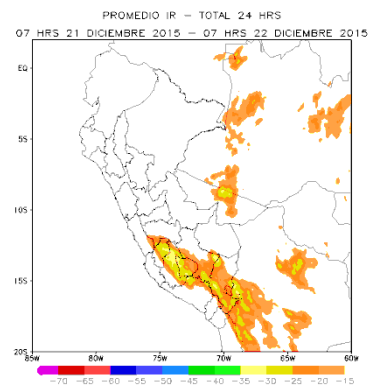 PROMEDIO IR − TOTAL 24 HRS
07 HRS 21 DICIEMBRE 2015 − 07 HRS 22 DICIEMBRE 2015
EQ
5S
10S
15S
20S
85W 80W 75W 70W 65W 60W
−70 −65 −60 −55 −50 −45 −40 −35 −30 −25 −20 −15